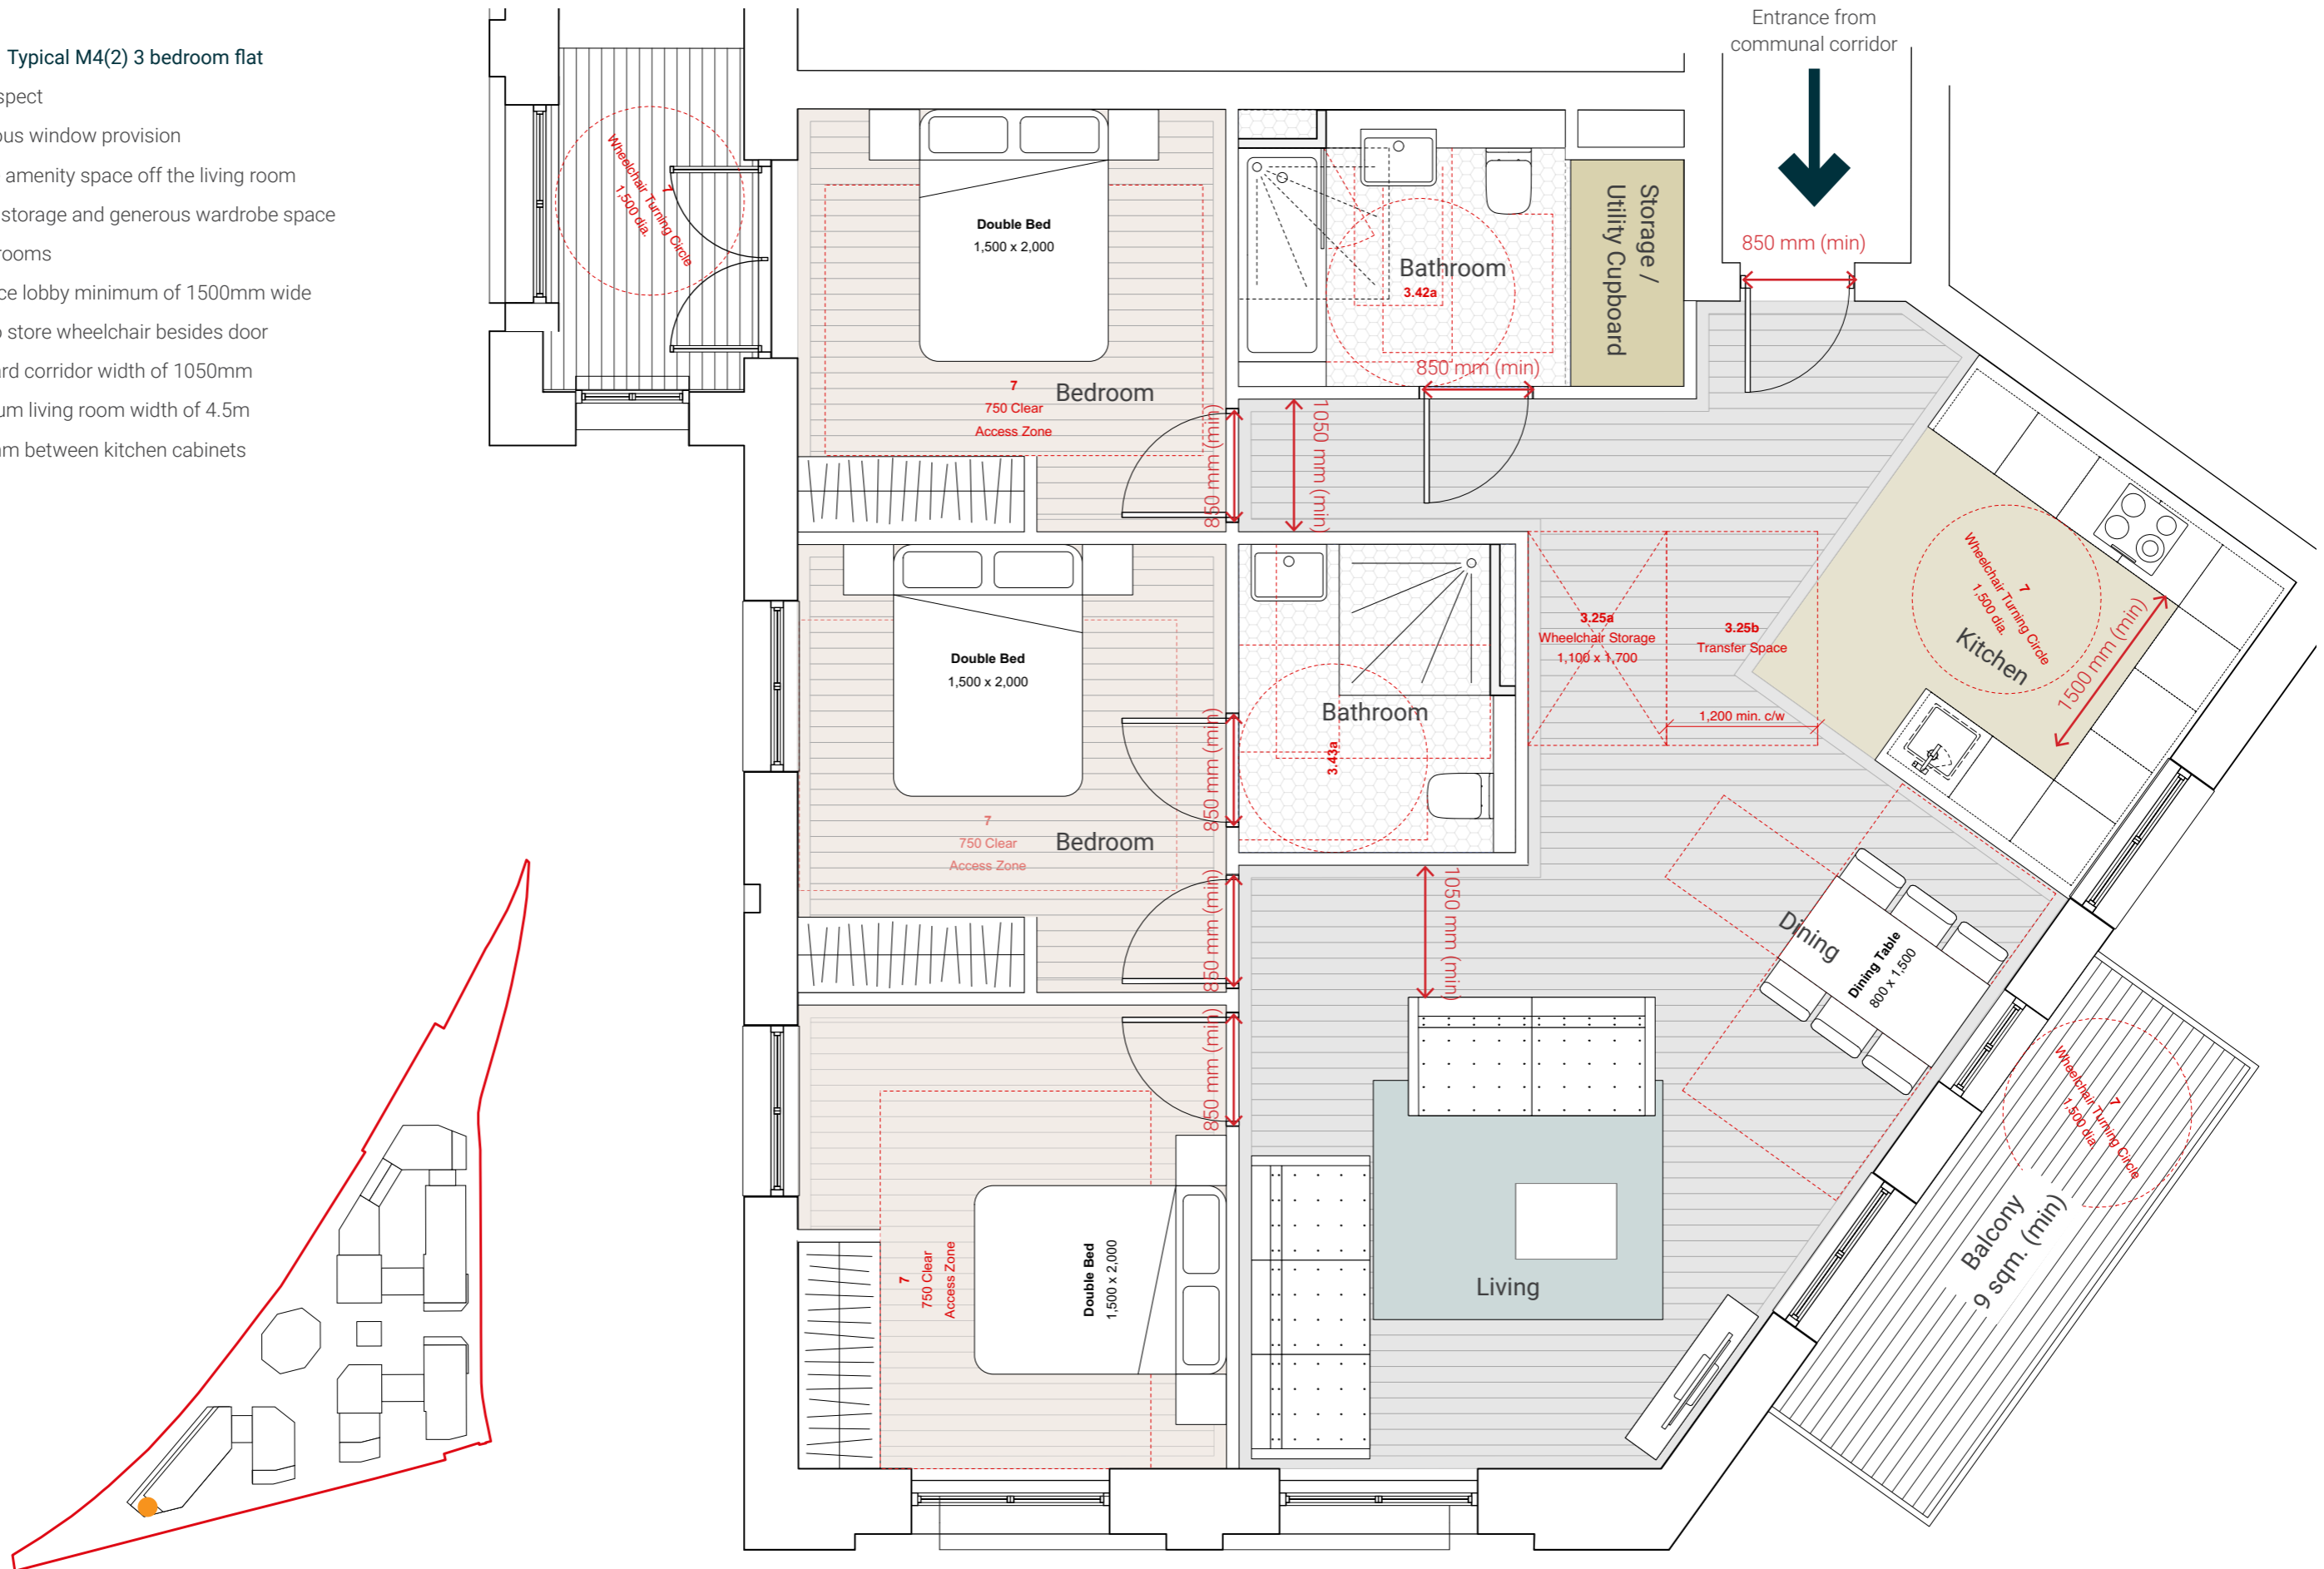 Typical M4(2) 3 bedroom flat
spect
ous window provision
amenity space off the living room
storage and generous wardrobe space
rooms
ce lobby minimum of 1500mm wide
o store wheelchair besides door
ard corridor width of 1050mm
um living room width of 4.5m
m between kitchen cabinets
Entrance from
communal corridor
850 mm (min)
7
Wheelchair Turning Circle
1,500 dia.
Double Bed
1,500 x 2,000
7
750 Clear
Access Zone
Bedroom
850 mm (min)
1050 mm (min)
Bathroom
3.42a
850 mm (min)
Storage /
Utility Cupboard
Double Bed
1,500 x 2,000
7
750 Clear
Access Zone
Bedroom
850 mm (min)
850 mm (min)
Bathroom
3.43a
3.25a
Wheelchair Storage
1,100 x 1,700
3.25b
Transfer Space
1,200 min. c/w
7
Wheelchair Turning Circle
1,500 dia.
Kitchen
1500 mm (min)
1050 mm (min)
Dining
Dining Table
800 x 1,500
850 mm (min)
7
750 Clear
Access Zone
Double Bed
1,500 x 2,000
Living
7
Wheelchair Turning Circle
1,500 dia.
Balcony
9 sqm. (min)